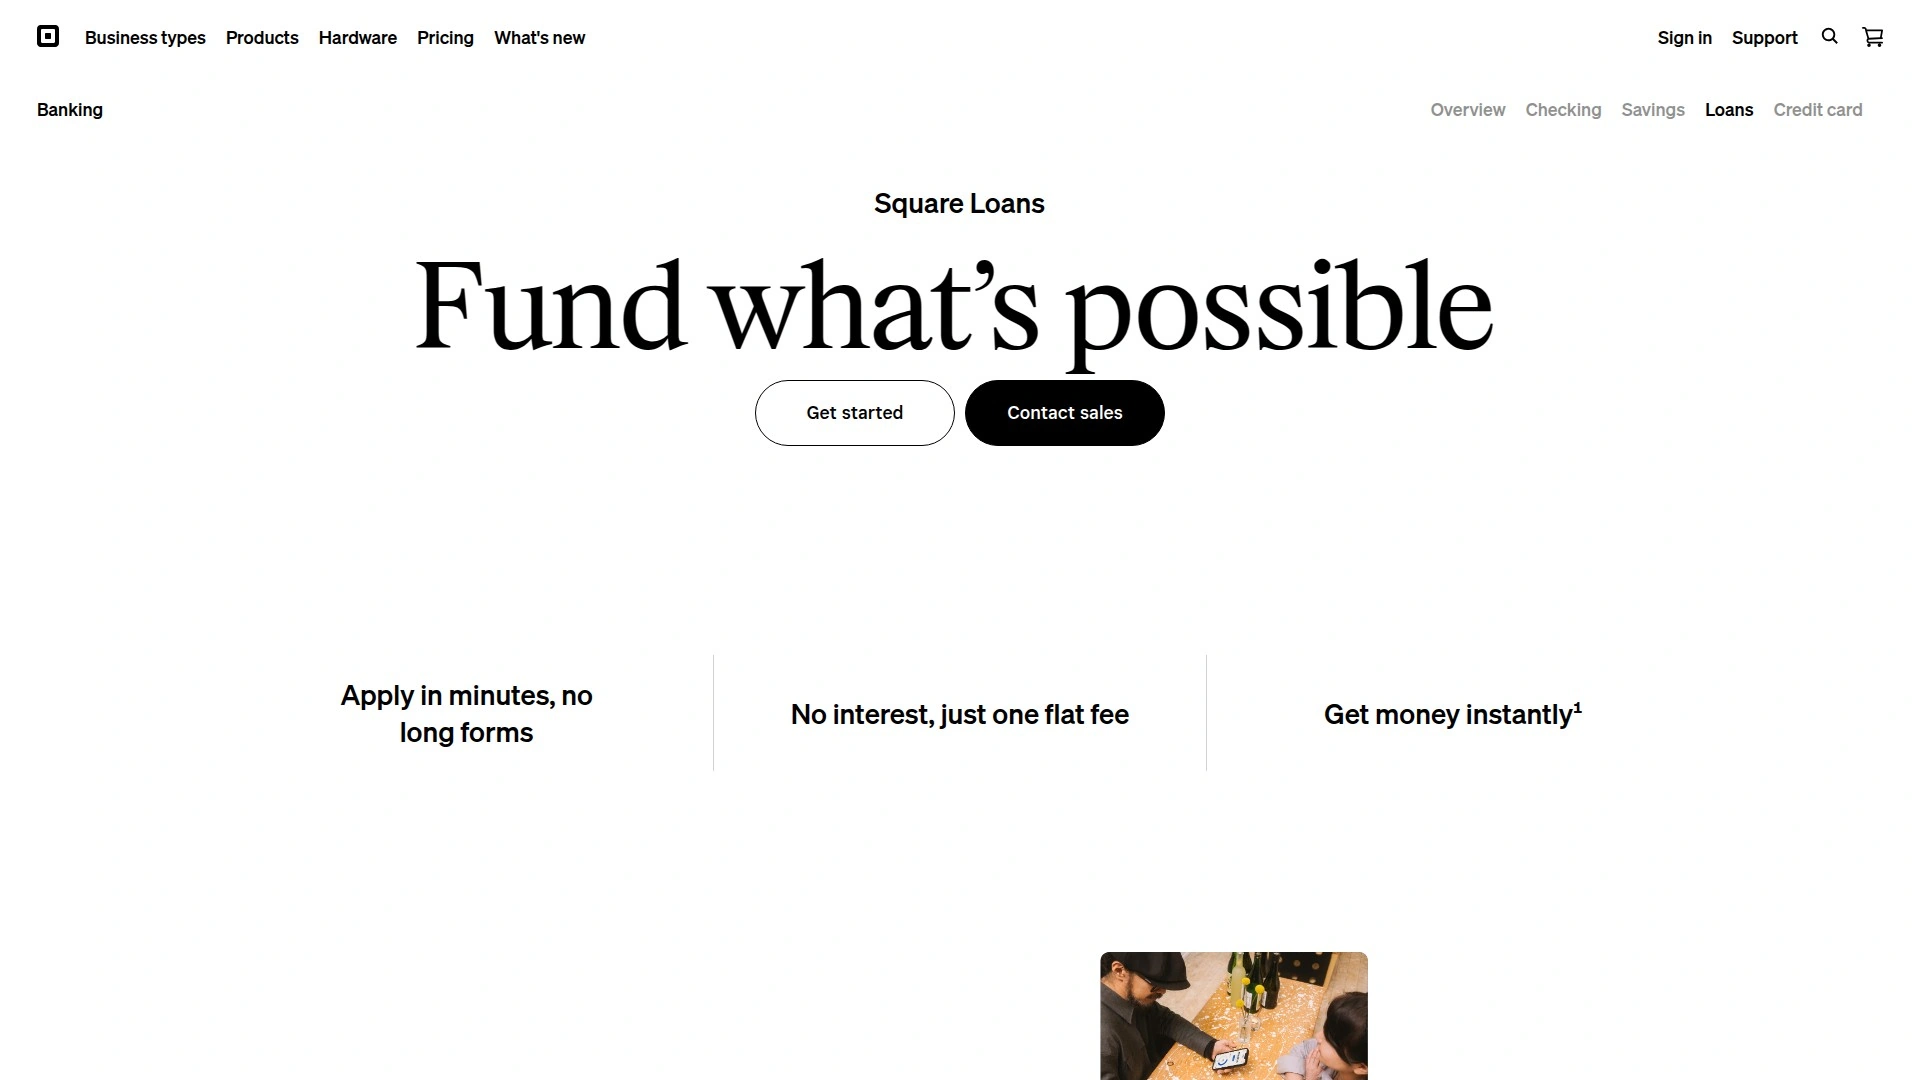 Business types
Products
Hardware
Pricing
What's new
Sign in
Support
Banking
Overview
Checking
Savings
Loans
Credit card
Square Loans
Fund what’s possible
Get started
Contact sales
Apply in minutes, no
long forms
No interest, just one flat fee
Get money instantly¹